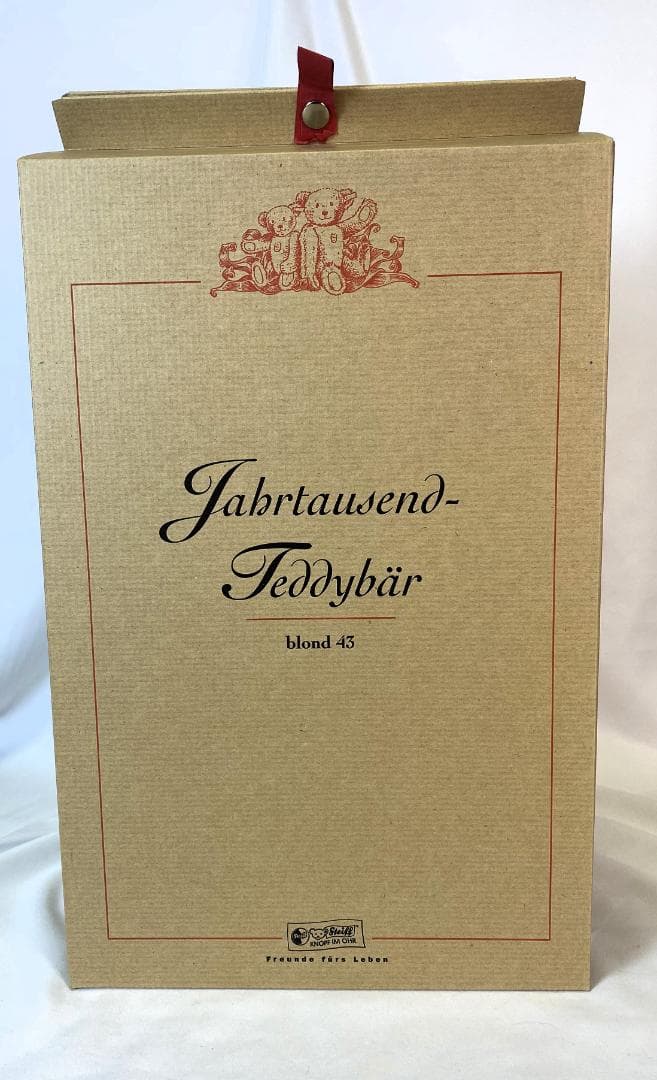 Jahrtausend-
Teddybär
blond 43
Steiff
KNOPF IM OHR
Freunde fürs Leben